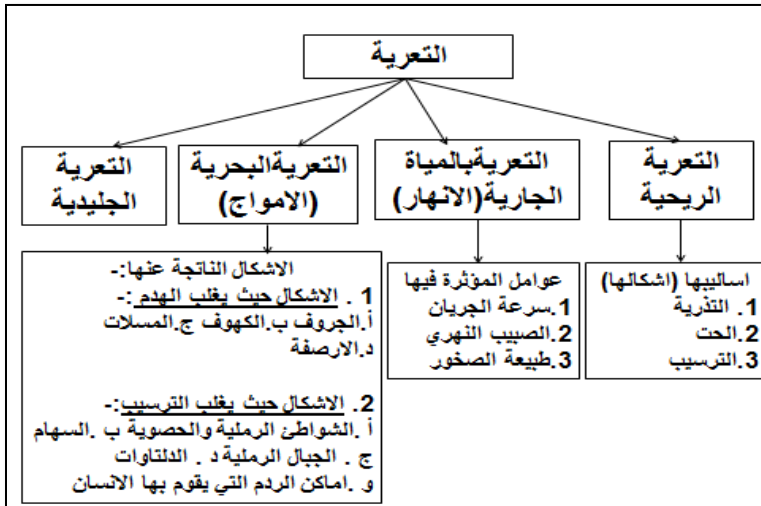 التعرية
التعرية
الريحية
التعريةبالمياة
الجارية(الانهار)
التعريةالبحرية
(الامواج)
التعرية
الجليدية
اساليبها (اشكالها)
1. التذرية
2.الحت
3.الترسيب
عوامل المؤثرة فيها
1.سرعة الجريان
2.الصبيب النهري
3.طبيعة الصخور
الاشكال الناتجة عنها:-
1 . الاشكال حيث يغلب الهدم :-
أ.الجروف ب.الكهوف ج.المسلات
د.الارصفة
2. الاشكال حيث يغلب الترسيب:-
أ .الشواطئ الرملية والحصوية ب .السهام
ج . الجبال الرملية د . الدلتاوات
و .اماكن الردم التي يقوم بها الانسان